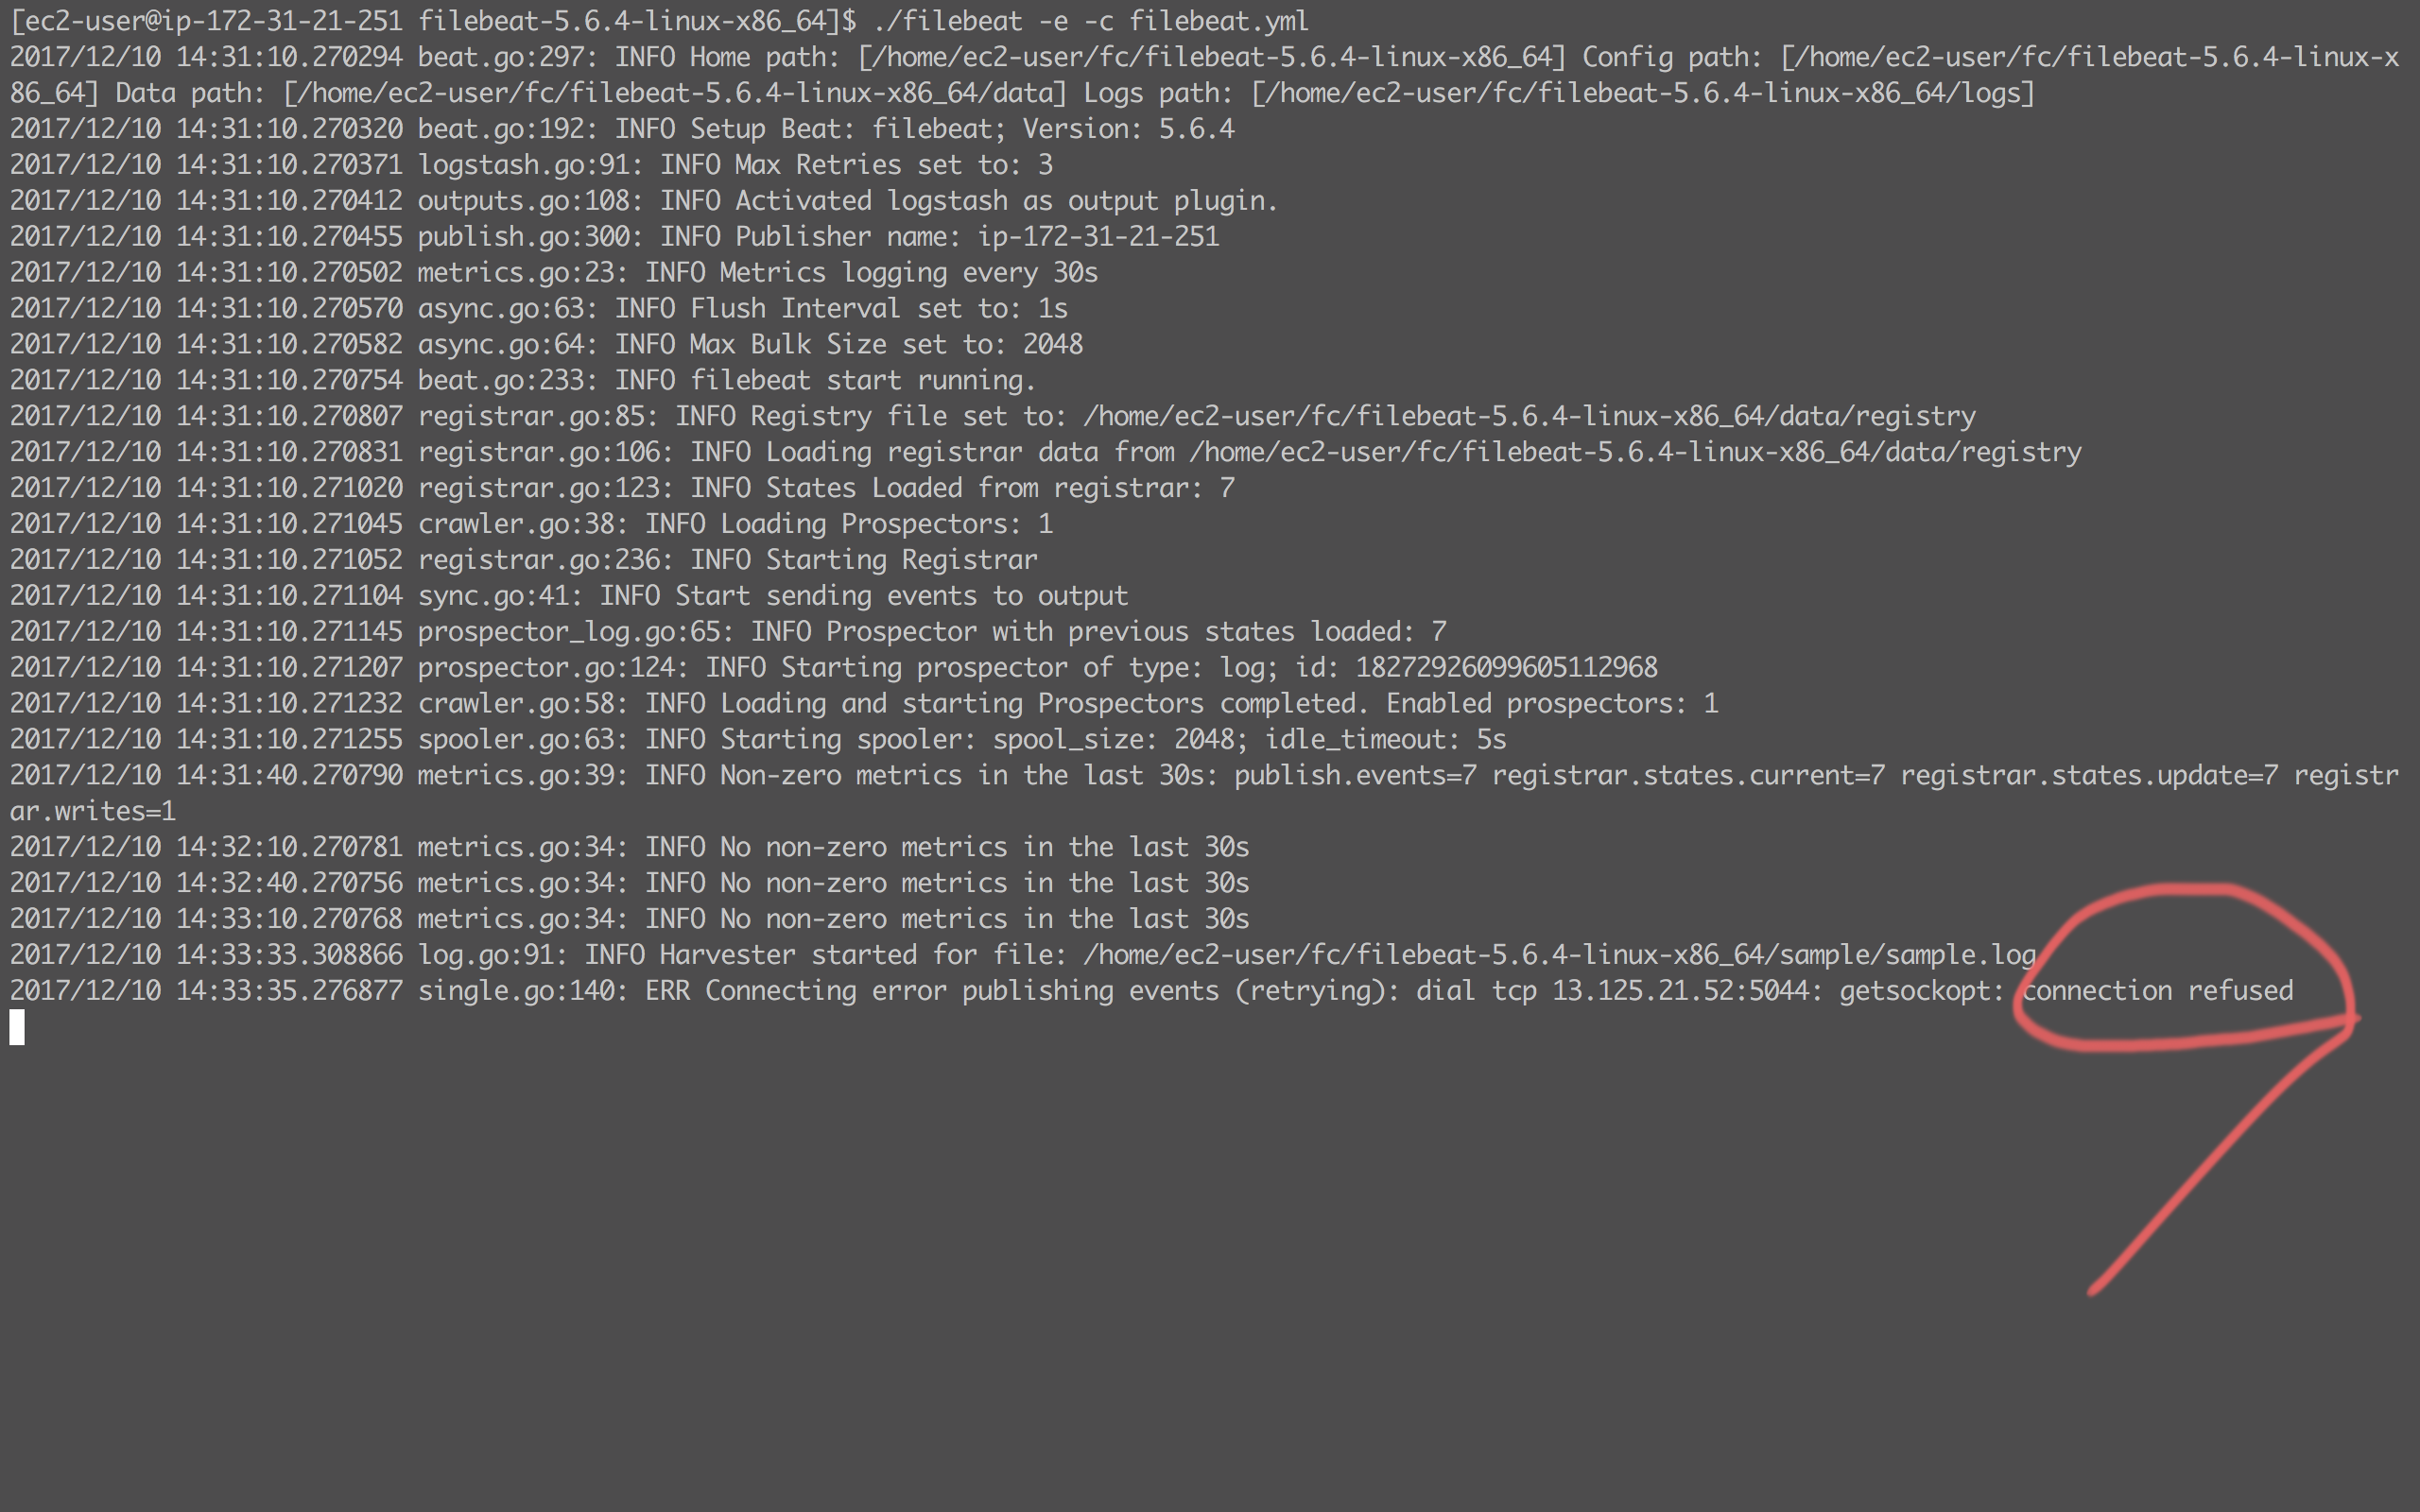 [ec2-user@ip-172-31-21-251 filebeat-5.6.4-linux-x86_64]$ ./filebeat -e -c filebeat.yml
2017/12/10 14:31:10.270294 beat.go:297: INFO Home path: [/home/ec2-user/fc/filebeat-5.6.4-linux-x86_64] Config path: [/home/ec2-user/fc/filebeat-5.6.4-linux-x
86_64] Data path: [/home/ec2-user/fc/filebeat-5.6.4-linux-x86_64/data] Logs path: [/home/ec2-user/fc/filebeat-5.6.4-linux-x86_64/logs]
2017/12/10 14:31:10.270320 beat.go:192: INFO Setup Beat: filebeat; Version: 5.6.4
2017/12/10 14:31:10.270371 logstash.go:91: INFO Max Retries set to: 3
2017/12/10 14:31:10.270412 outputs.go:108: INFO Activated logstash as output plugin.
2017/12/10 14:31:10.270455 publish.go:300: INFO Publisher name: ip-172-31-21-251
2017/12/10 14:31:10.270502 metrics.go:23: INFO Metrics logging every 30s
2017/12/10 14:31:10.270570 async.go:63: INFO Flush Interval set to: 1s
2017/12/10 14:31:10.270582 async.go:64: INFO Max Bulk Size set to: 2048
2017/12/10 14:31:10.270754 beat.go:233: INFO filebeat start running.
2017/12/10 14:31:10.270807 registrar.go:85: INFO Registry file set to: /home/ec2-user/fc/filebeat-5.6.4-linux-x86_64/data/registry
2017/12/10 14:31:10.270831 registrar.go:106: INFO Loading registrar data from /home/ec2-user/fc/filebeat-5.6.4-linux-x86_64/data/registry
2017/12/10 14:31:10.271020 registrar.go:123: INFO States Loaded from registrar: 7
2017/12/10 14:31:10.271045 crawler.go:38: INFO Loading Prospectors: 1
2017/12/10 14:31:10.271052 registrar.go:236: INFO Starting Registrar
2017/12/10 14:31:10.271104 sync.go:41: INFO Start sending events to output
2017/12/10 14:31:10.271145 prospector_log.go:65: INFO Prospector with previous states loaded: 7
2017/12/10 14:31:10.271207 prospector.go:124: INFO Starting prospector of type: log; id: 18272926099605112968
2017/12/10 14:31:10.271232 crawler.go:58: INFO Loading and starting Prospectors completed. Enabled prospectors: 1
2017/12/10 14:31:10.271255 spooler.go:63: INFO Starting spooler: spool_size: 2048; idle_timeout: 5s
2017/12/10 14:31:40.270790 metrics.go:39: INFO Non-zero metrics in the last 30s: publish.events=7 registrar.states.current=7 registrar.states.update=7 registr
ar.writes=1
2017/12/10 14:32:10.270781 metrics.go:34: INFO No non-zero metrics in the last 30s
2017/12/10 14:32:40.270756 metrics.go:34: INFO No non-zero metrics in the last 30s
2017/12/10 14:33:10.270768 metrics.go:34: INFO No non-zero metrics in the last 30s
2017/12/10 14:33:33.308866 log.go:91: INFO Harvester started for file: /home/ec2-user/fc/filebeat-5.6.4-linux-x86_64/sample/sample.log
2017/12/10 14:33:35.276877 single.go:140: ERR Connecting error publishing events (retrying): dial tcp 13.125.21.52:5044: getsockopt: connection refused